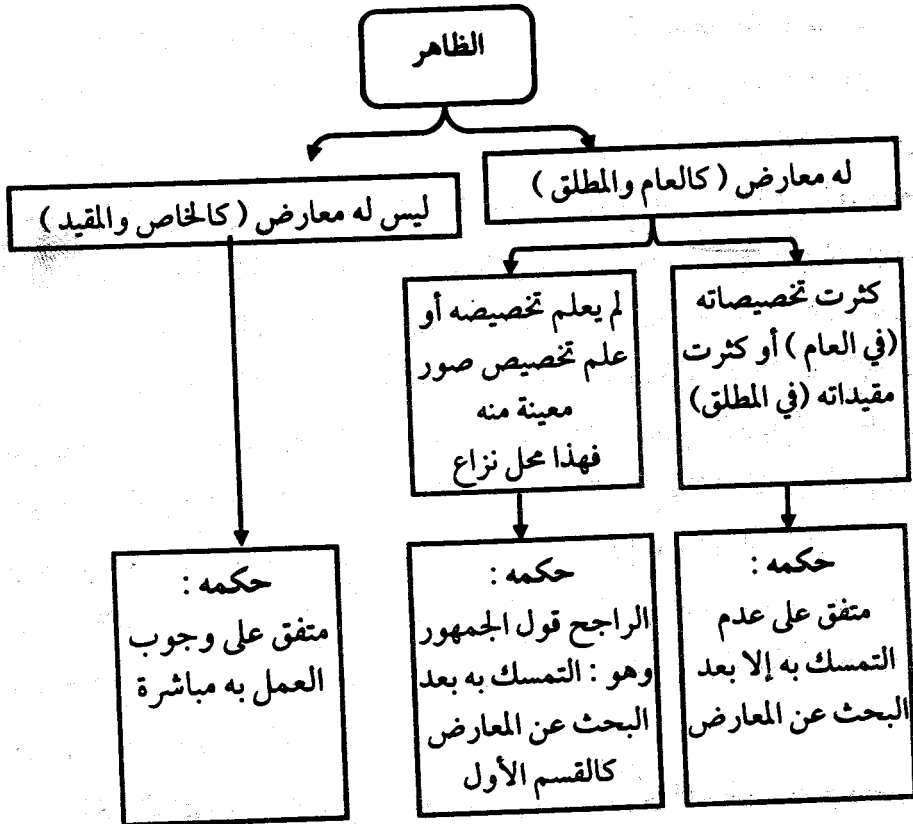 الظاهر
له معارض (كالعام والمطلق)
ليس له معارض (كالخاص والمقيد)
كثرت تخصيصاته
(في العام) أو كثرت
مقيداته (في المطلق)
لم يعلم تخصيصه أو
علم تخصيص صور
معينة منه
فهذا محل نزاع
حكمه :
متفق على عدم
التمسك به إلا بعد
البحث عن المعارض
حكمه :
الراجح قول الجمهور
وهو : التمسك به بعد
البحث عن المعارض
كالقسم الأول
حكمه :
متفق على وجوب
العمل به مباشرة